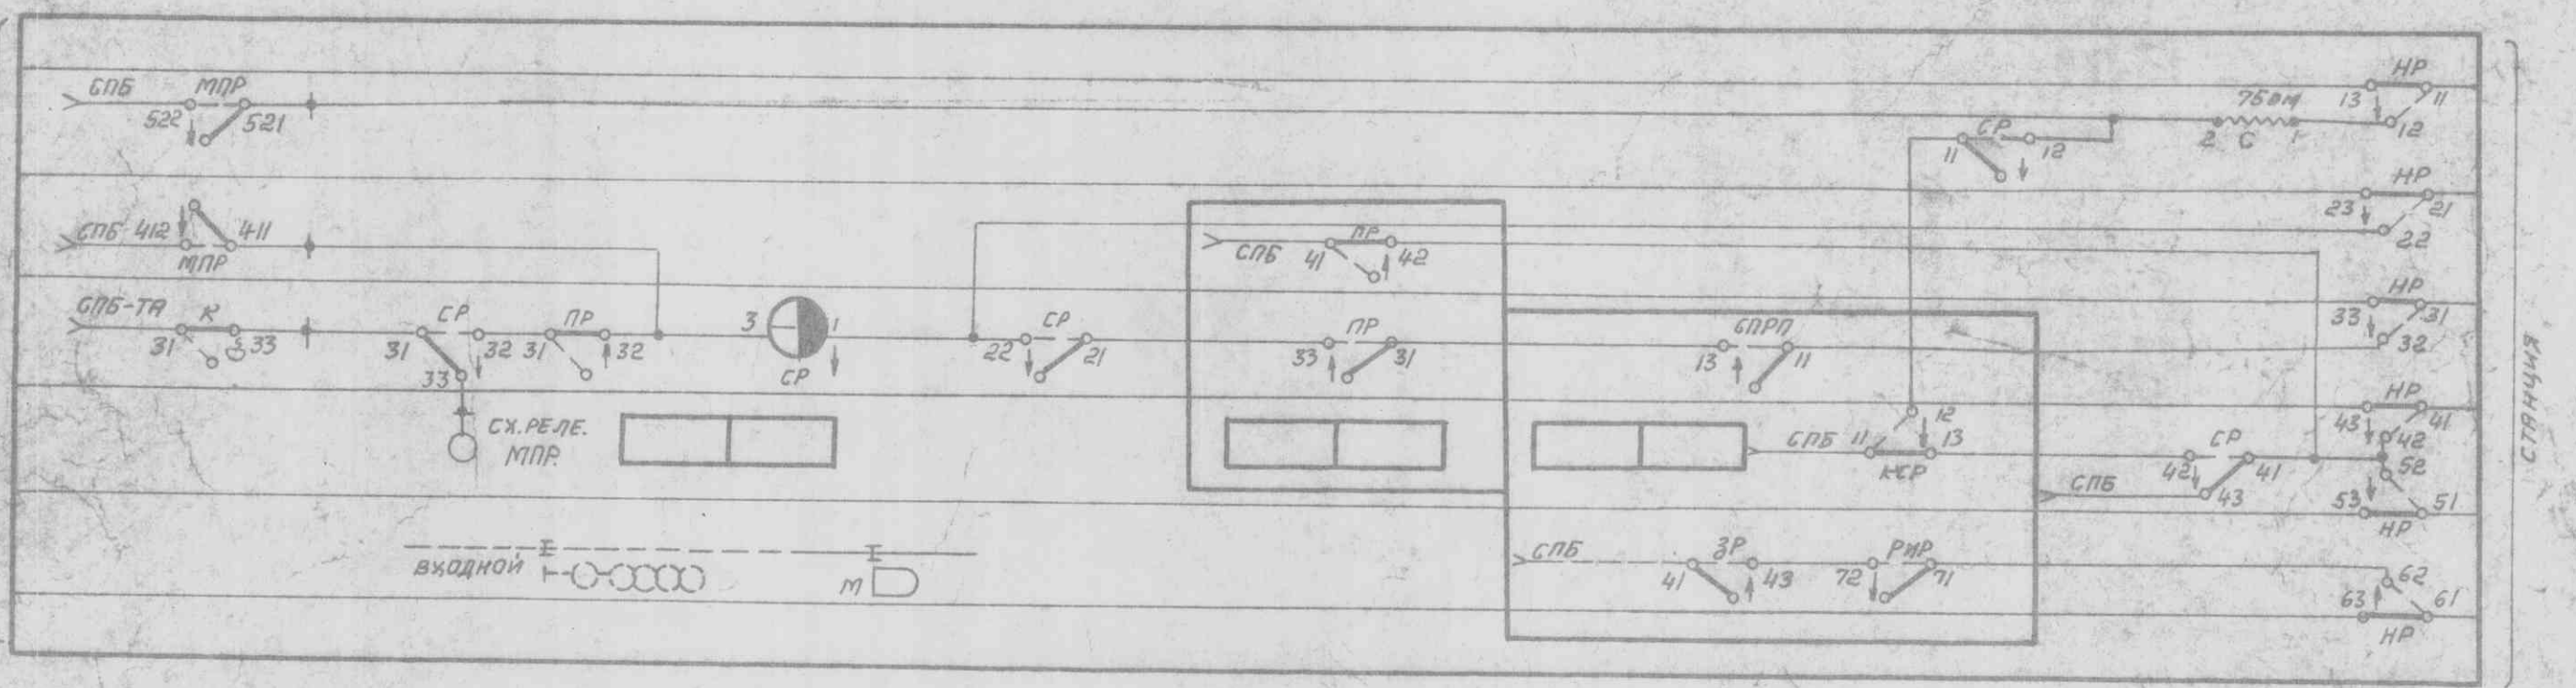 СПБ МПР
522 521
НР
13 11
12
75 ОМ
2 С 1
СР
11 12
НР
23 21
22
СПБ 412 411
МПР
СПБ ПР
41 42
СПБ-ТА К
31 33
СР
31 32
33
ПР
31 32
3 1
СР
СР
22 21
ПР
33 31
СПРП
13 11
НР
33 31
32
СХ. РЕЛЕ.
МПР.
12
СПБ 11 13
КСР
СР
42 41
43
СПБ
НР
43 41
42
52
53 51
НР
ВХОДНОЙ
М
СПБ ЗР РИР
41 43 72 71
62
63 61
НР
СТАНЦИЯ